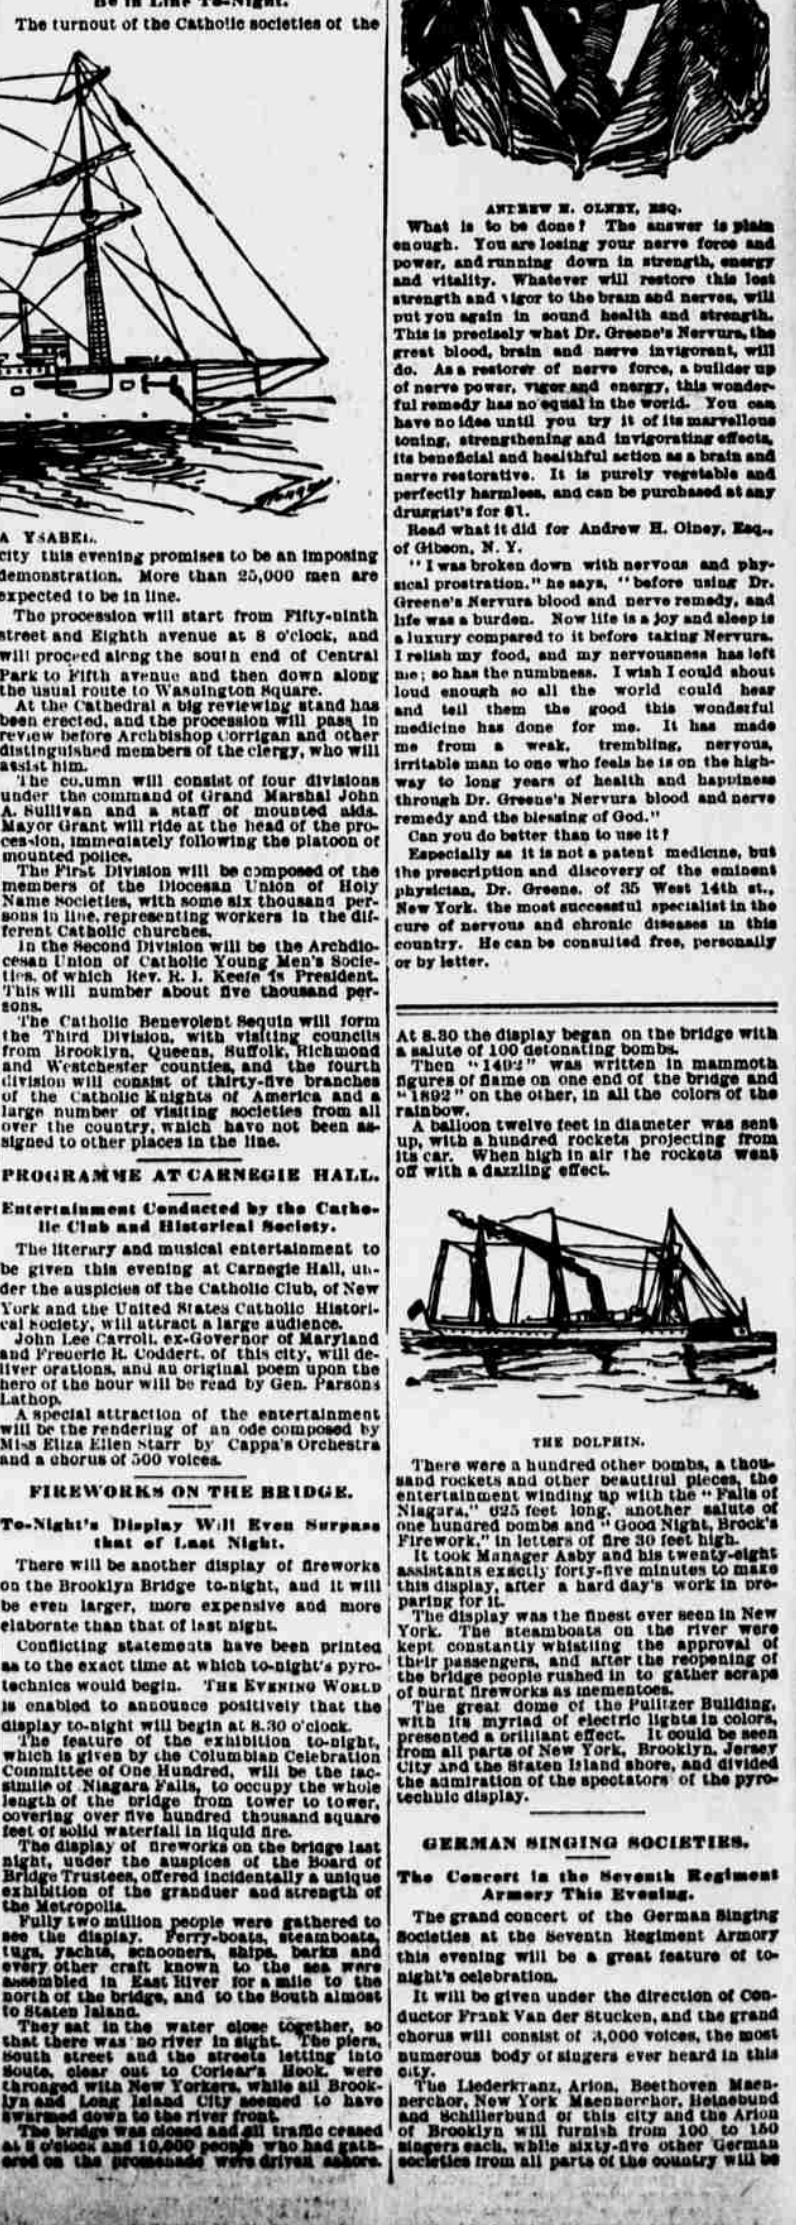 Be in Line To-Night.
The turnout of the Catholic societies of the
A YSABEL.
city this evening promises to be an imposing
demonstration. More than 25,000 men are
expected to be in line.
The procession will start from Fifty-ninth
street and Eighth avenue at 8 o'clock, and
will proceed along the south end of Central
Park to Fifth avenue and then down along
the usual route to Washington Square.
At the Cathedral a big reviewing stand has
been erected, and the procession will pass in
review before Archbishop Corrigan and other
distinguished members of the clergy, who will
assist him.
The column will consist of four divisions
under the command of Grand Marshal John
A. Sullivan and a staff of mounted aids.
Mayor Grant will ride at the head of the pro-
cession, immediately following the platoon of
mounted police.
The First Division will be composed of the
members of the Diocesan Union of Holy
Name Societies, with some six thousand per-
sons in line, representing workers in the dif-
ferent Catholic churches.
In the Second Division will be the Archdio-
cesan Union of Catholic Young Men's Socie-
ties, of which Rev. R. J. Keefe is President.
This will number about five thousand per-
sons.
The Catholic Benevolent Sequin will form
the Third Division, with visiting councils
from Brooklyn, Queens, Suffolk, Richmond
and Westchester counties, and the fourth
division will consist of thirty-five branches
of the Catholic Knights of America and a
large number of visiting societies from all
over the country, which have not been as-
signed to other places in the line.
PROGRAMME AT CARNEGIE HALL.
Entertainment Conducted by the Catho-
lic Club and Historical Society.
The literary and musical entertainment to
be given this evening at Carnegie Hall, un-
der the auspicies of the Catholic Club, of New
York and the United States Catholic Histori-
cal Society, will attract a large audience.
John Lee Carroll, ex-Governor of Maryland
and Frederic R. Coddert, of this city, will de-
liver orations, and an original poem upon the
hero of the hour will be read by Gen. Parsons
Lathop.
A special attraction of the entertainment
will be the rendering of an ode composed by
Miss Eliza Ellen Starr by Cappa's Orchestra
and a chorus of 500 voices.
FIREWORKS ON THE BRIDGE.
To-Night's Display Will Even Surpass
that of Last Night.
There will be another display of fireworks
on the Brooklyn Bridge to-night, and it will
be even larger, more expensive and more
elaborate than that of last night.
Conflicting statements have been printed
as to the exact time at which to-night's pyro-
technics would begin. THE EVENING WORLD
is enabled to announce positively that the
display to-night will begin at 8.30 o'clock.
The feature of the exhibition to-night,
which is given by the Columbian Celebration
Committee of One Hundred, will be the fac-
simile of Niagara Falls, to occupy the whole
length of the bridge from tower to tower,
covering over five hundred thousand square
feet of solid waterfall in liquid fire.
The display of fireworks on the bridge last
night, under the auspices of the Board of
Bridge Trustees, offered incidentally a unique
exhibition of the granduer and strength of
the Metropolis.
Fully two million people were gathered to
see the display. Ferry-boats, steamboats,
tugs, yachts, schooners, ships, barks and
every other craft known to the sea were
assembled in East River for a mile to the
north of the bridge, and to the South almost
to Staten Island.
They sat in the water close together, so
that there was no river in sight. The piers,
South street and the streets letting into
South, clear out to Corlear's Hook, were
thronged with New Yorkers, while all Brook-
lyn and Long Island City seemed to have
swarmed down to the river front.
The bridge was closed and all traffic ceased
at 8 o'clock and 10,000 people who had gath-
ered on the promenade were driven ashore.
ANDREW H. OLNEY, ESQ.
What is to be done? The answer is plain
enough. You are losing your nerve force and
power, and running down in strength, energy
and vitality. Whatever will restore this lost
strength and vigor to the brain and nerves, will
put you again in sound health and strength.
This is precisely what Dr. Greene's Nervura, the
great blood, brain and nerve invigorant, will
do. As a restorer of nerve force, a builder up
of nerve power, vigor and energy, this wonder-
ful remedy has no equal in the world. You can
have no idea until you try it of its marvellous
toning, strengthening and invigorating effects,
its beneficial and healthful action as a brain and
nerve restorative. It is purely vegetable and
perfectly harmless, and can be purchased at any
druggist's for $1.
Read what it did for Andrew H. Olney, Esq.,
of Gibson, N. Y.
"I was broken down with nervous and phy-
sical prostration," he says, "before using Dr.
Greene's Nervura blood and nerve remedy, and
life was a burden. Now life is a joy and sleep is
a luxury compared to it before taking Nervura.
I relish my food, and my nervousness has left
me; so has the numbness. I wish I could shout
loud enough so all the world could hear
and tell them the good this wonderful
medicine has done for me. It has made
me from a weak, trembling, nervous,
irritable man to one who feels he is on the high-
way to long years of health and happiness
through Dr. Greene's Nervura blood and nerve
remedy and the blessing of God."
Can you do better than to use it?
Especially as it is not a patent medicine, but
the prescription and discovery of the eminent
physician, Dr. Greene, of 35 West 14th st.,
New York, the most successful specialist in the
cure of nervous and chronic diseases in this
country. He can be consulted free, personally
or by letter.
At 8.30 the display began on the bridge with
a salute of 100 detonating bombs.
Then "1492" was written in mammoth
figures of flame on one end of the bridge and
"1892" on the other, in all the colors of the
rainbow.
A balloon twelve feet in diameter was sent
up, with a hundred rockets projecting from
its car. When high in air the rockets went
off with a dazzling effect.
THE DOLPHIN.
There were a hundred other bombs, a thou-
sand rockets and other beautiful pieces, the
entertainment winding up with the "Falls of
Niagara," 625 feet long, another salute of
one hundred bombs and "Good Night, Brock's
Firework," in letters of fire 30 feet high.
It took Manager Asby and his twenty-eight
assistants exactly forty-five minutes to make
this display, after a hard day's work in pre-
paring for it.
The display was the finest ever seen in New
York. The steamboats on the river were
kept constantly whistling the approval of
their passengers, and after the reopening of
the bridge people rushed in to gather scraps
of burnt fireworks as mementoes.
The great dome of the Pulitzer Building,
with its myriad of electric lights in colors,
presented a brilliant effect. It could be seen
from all parts of New York, Brooklyn, Jersey
City and the Staten Island shore, and divided
the admiration of the spectators of the pyro-
technic display.
GERMAN SINGING SOCIETIES.
The Concert in the Seventh Regiment
Armory This Evening.
The grand concert of the German Singing
Societies at the Seventh Regiment Armory
this evening will be a great feature of to-
night's celebration.
It will be given under the direction of Con-
ductor Frank Van der Stucken, and the grand
chorus will consist of 3,000 voices, the most
numerous body of singers ever heard in this
city.
The Liederkranz, Arion, Beethoven Maen-
nerchor, New York Maennerchor, Heinebund
and Schillerbund of this city and the Arion
of Brooklyn will furnish from 100 to 150
singers each, while sixty-five other German
societies from all parts of the country will be